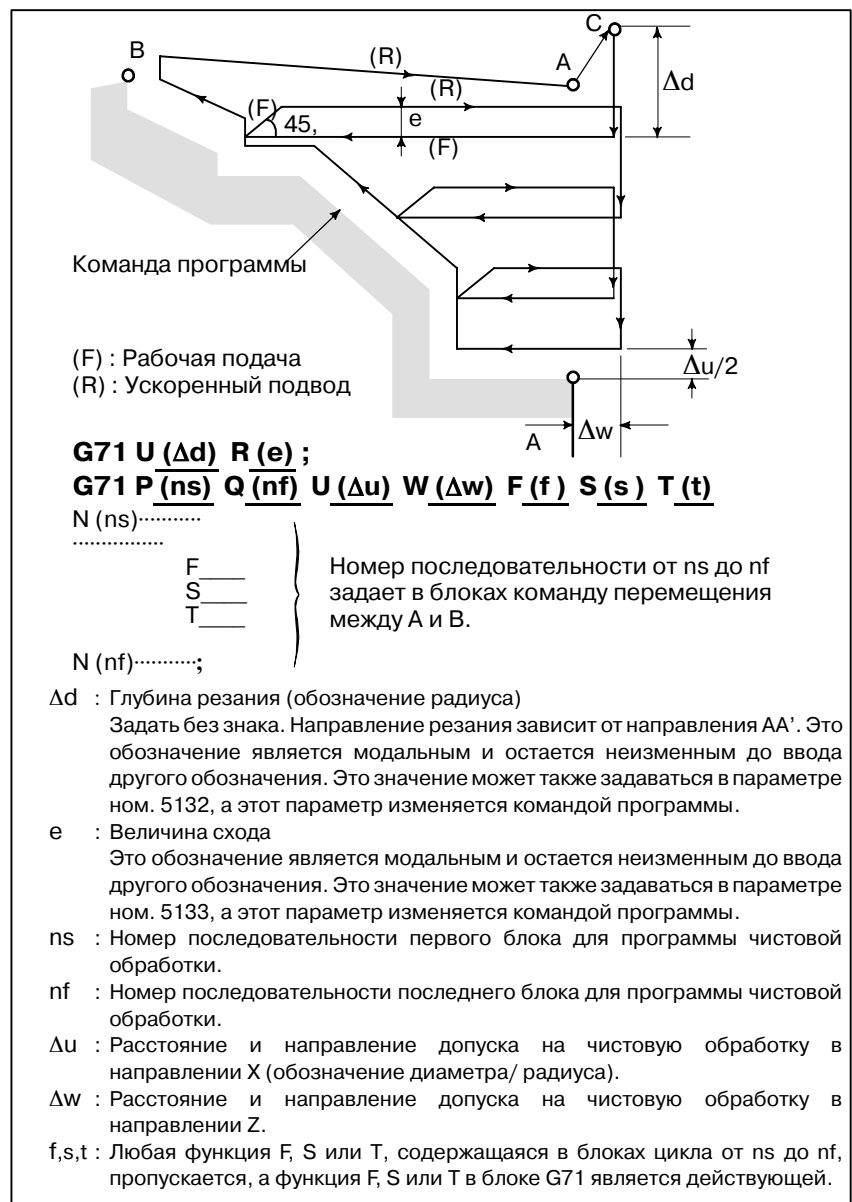 C
B
(R)
A
Δd
(R)
(F)
45,
e
(F)
Команда программы
(F) : Рабочая подача
(R) : Ускоренный подвод
Δu/2
A
Δw
G71 U (Δd) R (e) ;
G71 P (ns) Q (nf) U (Δu) W (Δw) F (f ) S (s ) T (t)
N (ns)···········
················
F____
S____
T____
Номер последовательности от ns до nf
задает в блоках команду перемещения
между А и В.
N (nf)···········;
Δd : Глубина резания (обозначение радиуса)
Задать без знака. Направление резания зависит от направления AA’. Это
обозначение является модальным и остается неизменным до ввода
другого обозначения. Это значение может также задаваться в параметре
ном. 5132, а этот параметр изменяется командой программы.
e : Величина схода
Это обозначение является модальным и остается неизменным до ввода
другого обозначения. Это значение может также задаваться в параметре
ном. 5133, а этот параметр изменяется командой программы.
ns : Номер последовательности первого блока для программы чистовой
обработки.
nf : Номер последовательности последнего блока для программы чистовой
обработки.
Δu : Расстояние и направление допуска на чистовую обработку в
направлении X (обозначение диаметра/ радиуса).
Δw : Расстояние и направление допуска на чистовую обработку в
направлении Z.
f,s,t : Любая функция F, S или T, содержащаяся в блоках цикла от ns до nf,
пропускается, а функция F, S или T в блоке G71 является действующей.